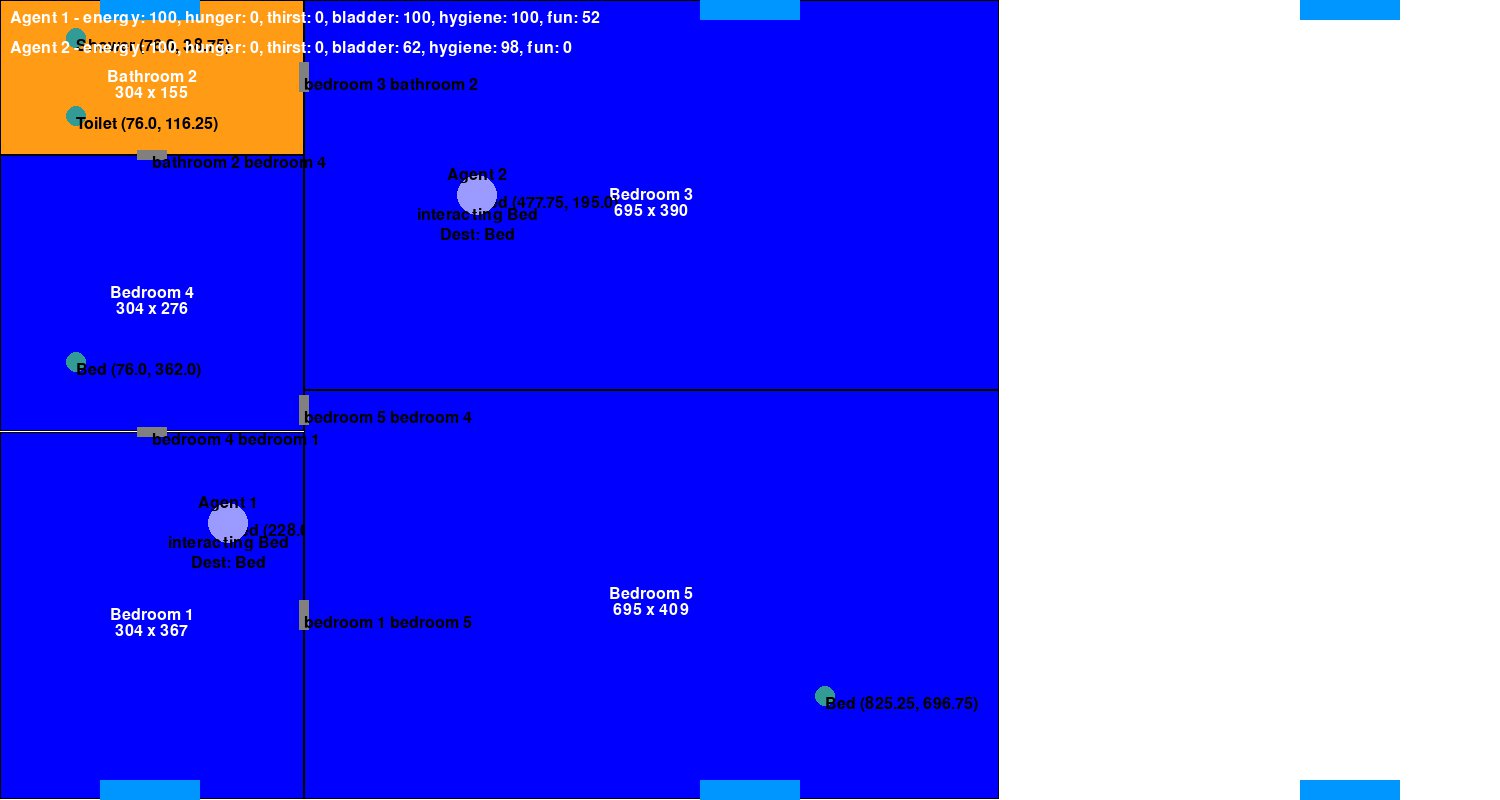 Agent 1 - energy: 100, hunger: 0, thirst: 0, bladder: 100, hygiene: 100, fun: 52
Shower (76.0, 38.75)
Agent 2 - energy: 100, hunger: 0, thirst: 0, bladder: 62, hygiene: 98, fun: 0
Bathroom 2
304 x 155
bedroom 3 bathroom 2
Toilet (76.0, 116.25)
bathroom 2 bedroom 4
Agent 2
d (477.75, 195.0
interacting Bed
Dest: Bed
Bedroom 3
695 x 390
Bedroom 4
304 x 276
Bed (76.0, 362.0)
bedroom 5 bedroom 4
bedroom 4 bedroom 1
Agent 1
d (228.
interacting Bed
Dest: Bed
Bedroom 5
695 x 409
Bedroom 1
304 x 367
bedroom 1 bedroom 5
Bed (825.25, 696.75)